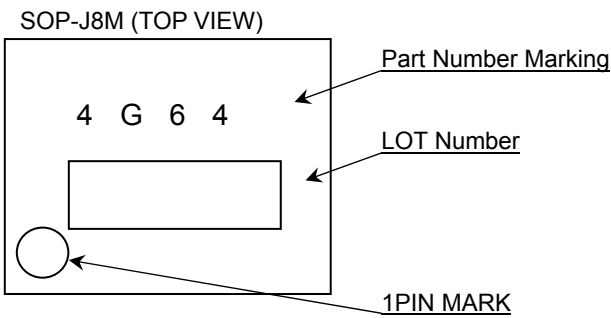 SOP-J8M (TOP VIEW)
Part Number Marking
4 G 6 4
LOT Number
1PIN MARK